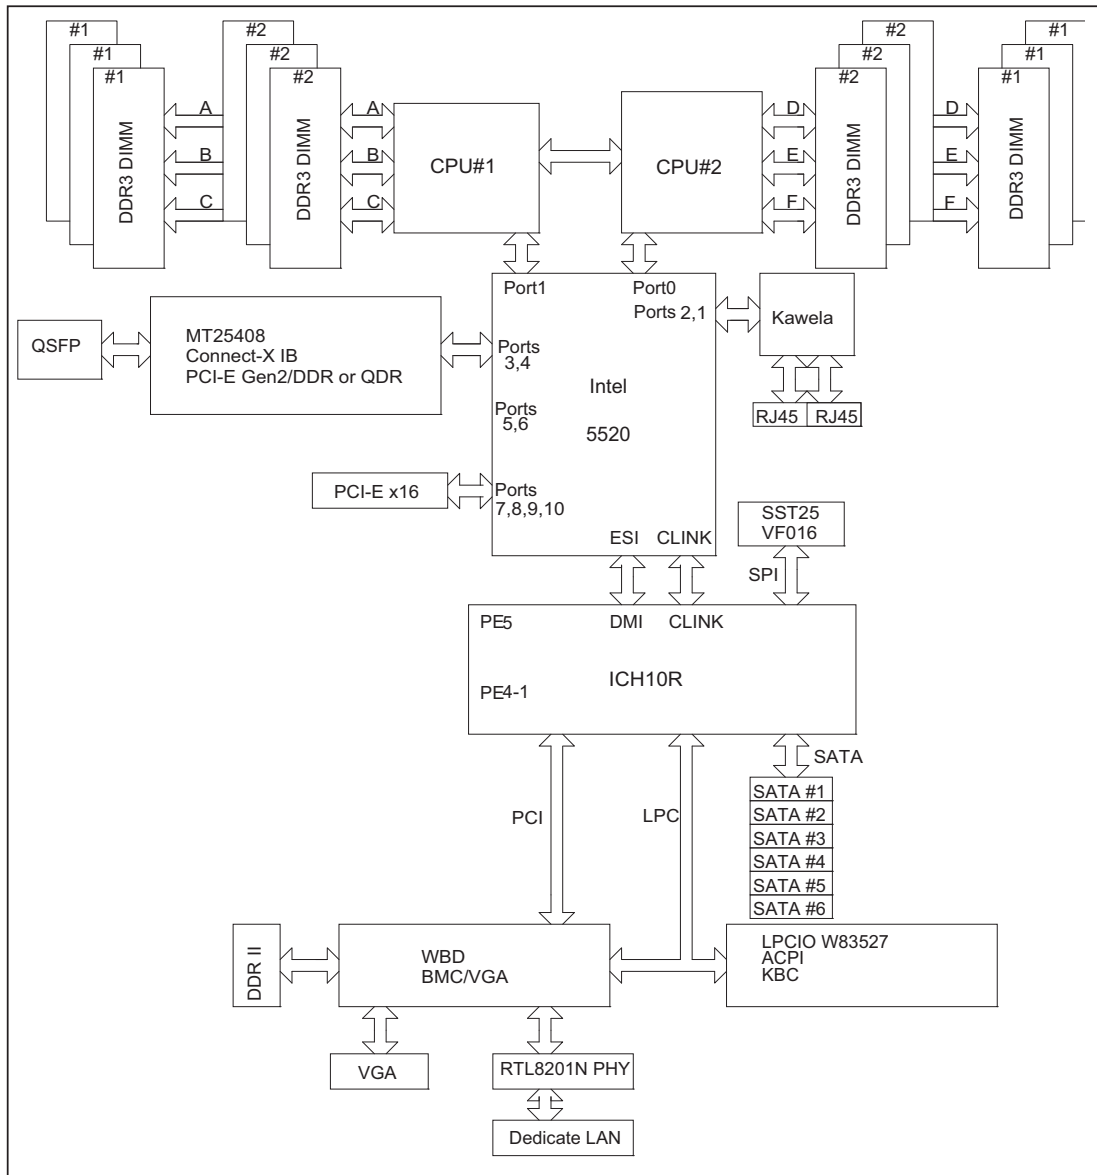 #1
#2
#2
#1
#1
#2
#2
#1
#1
#2
#2
#1
A
A
D
D
B
B
E
E
C
C
F
F
DDR3 DIMM
DDR3 DIMM
CPU#1
CPU#2
DDR3 DIMM
DDR3 DIMM
Port1
Port0
Ports 2,1
Kawela
QSFP
MT25408
Connect-X IB
PCI-E Gen2/DDR or QDR
Ports
3,4
Intel
5520
Ports
5,6
RJ45
RJ45
PCI-E x16
Ports
7,8,9,10
SST25
VF016
ESI
CLINK
SPI
PE5
DMI
CLINK
ICH10R
PE4-1
SATA
PCI
LPC
SATA #1
SATA #2
SATA #3
SATA #4
SATA #5
SATA #6
DDR II
WBD
BMC/VGA
LPCIO W83527
ACPI
KBC
VGA
RTL8201N PHY
Dedicate LAN